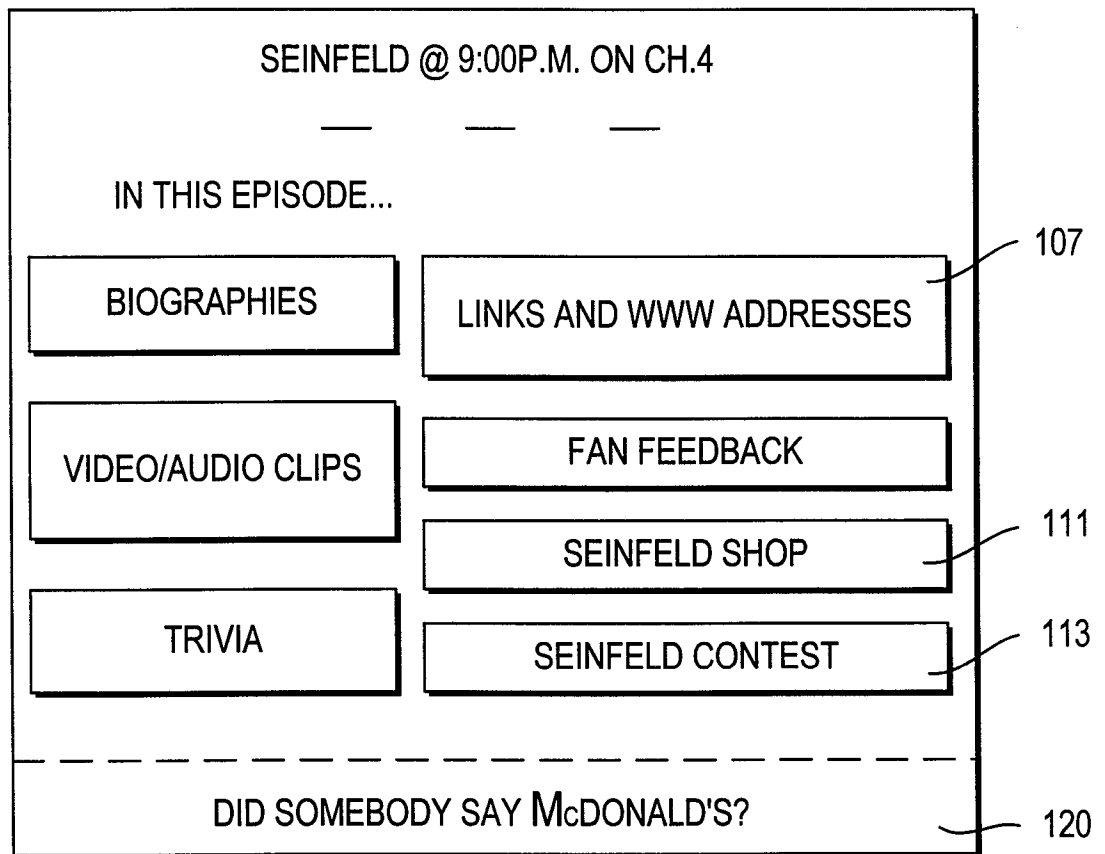 SEINFELD @ 9:00P.M. ON CH.4
IN THIS EPISODE...
BIOGRAPHIES
LINKS AND WWW ADDRESSES
107
VIDEO/AUDIO CLIPS
FAN FEEDBACK
SEINFELD SHOP
111
TRIVIA
SEINFELD CONTEST
113
DID SOMEBODY SAY McDONALD'S?
120